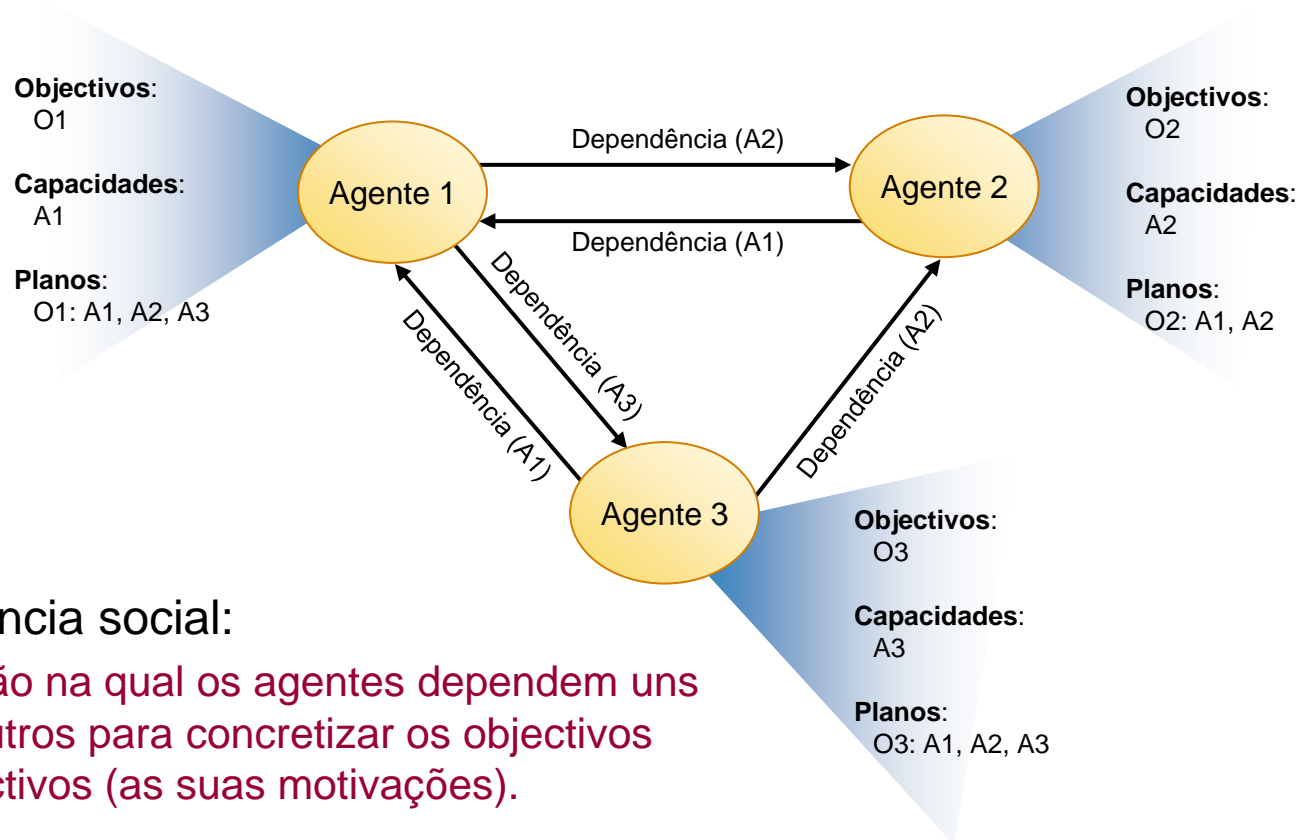 Objectivos:
O1
Capacidades:
A1
Planos:
O1: A1, A2, A3
Agente 1
Dependência (A2)
Dependência (A1)
Agente 2
Objectivos:
O2
Capacidades:
A2
Planos:
O2: A1, A2
Dependência (A3)
Dependência (A1)
Dependência (A2)
Agente 3
Objectivos:
O3
Capacidades:
A3
Planos:
O3: A1, A2, A3
ncia social:
ão na qual os agentes dependem uns
utros para concretizar os objectivos
ctivos (as suas motivações).